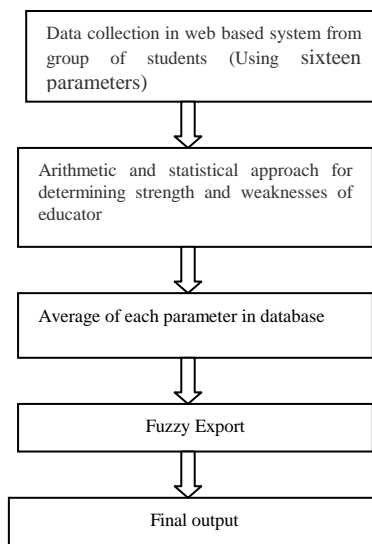 Data collection in web based system from
group of students (Using sixteen
parameters)
Arithmetic and statistical approach for
determining strength and weaknesses of
educator
Average of each parameter in database
Fuzzy Export
Final output